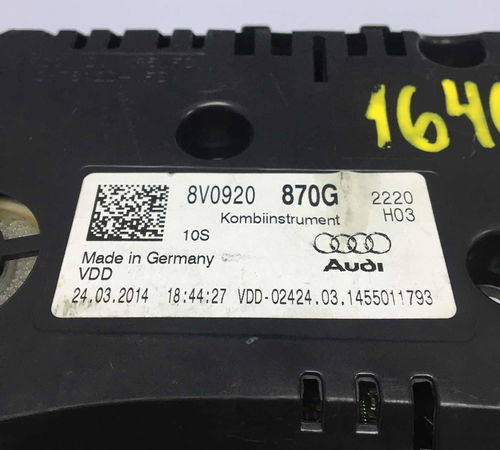 164
8V0920 870G 2220
Kombiinstrument H03
10S
Made in Germany Audi
VDD
24.03.2014 18:44:27 VDD-02424.03.1455011793